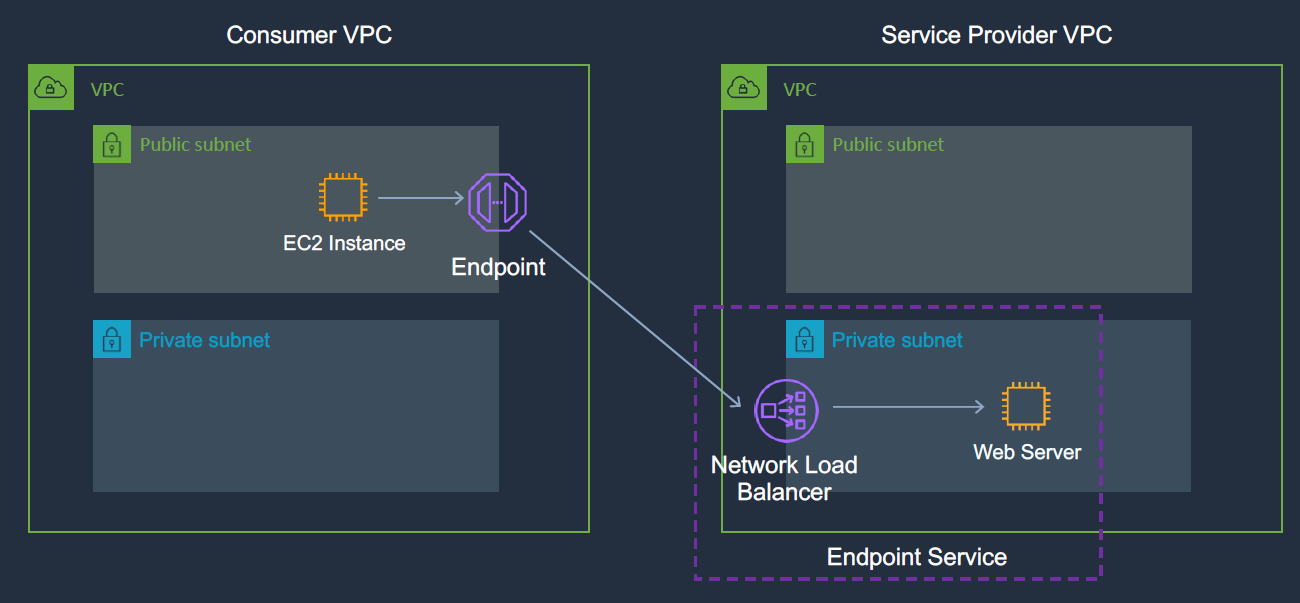 Consumer VPC
Service Provider VPC
VPC
VPC
Public subnet
Public subnet
EC2 Instance
Endpoint
Private subnet
Private subnet
Web Server
Network Load
Balancer
Endpoint Service